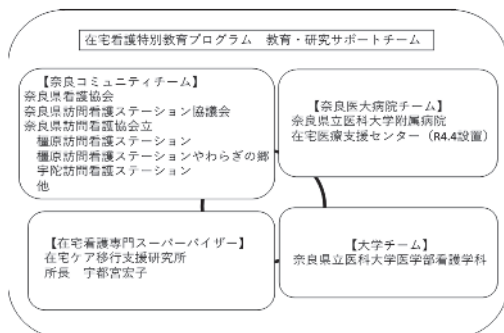 在宅看護特別教育プログラム　教育・研究サポートチーム
【奈良コミュニティチーム】
奈良県看護協会
奈良県訪問看護ステーション協議会
奈良県訪問看護協会立
橿原訪問看護ステーション
橿原訪問看護ステーションやわらぎの郷
宇陀訪問看護ステーション
他
【奈良医大病院チーム】
奈良県立医科大学附属病院
在宅医療支援センター（R4.4設置）
【在宅看護専門スーパーバイザー】
在宅ケア移行支援研究所
所長　宇都宮宏子
【大学チーム】
奈良県立医科大学医学部看護学科